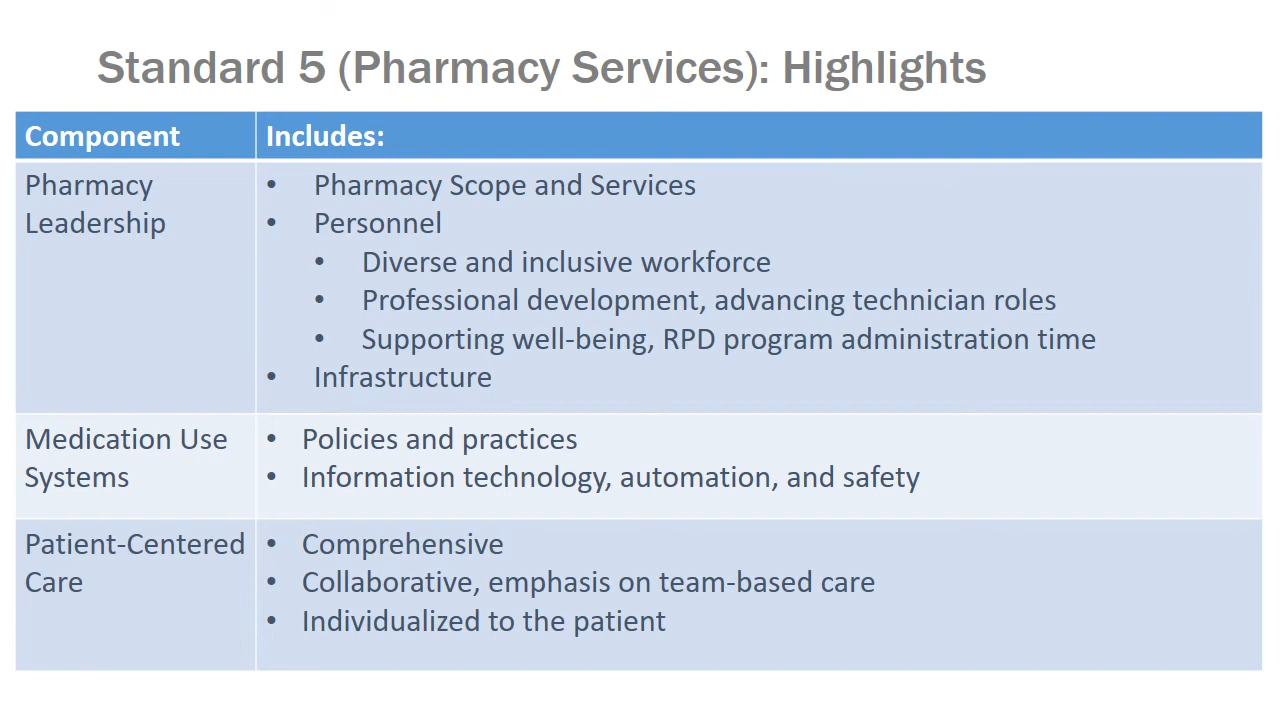 Standard 5 (Pharmacy Services): Highlights
Component
Includes:
Pharmacy
Leadership
• Pharmacy Scope and Services
• Personnel
• Diverse and inclusive workforce
• Professional development, advancing technician roles
• Supporting well-being, RPD program administration time
• Infrastructure
Medication Use
Systems
• Policies and practices
• Information technology, automation, and safety
Patient-Centered
Care
• Comprehensive
• Collaborative, emphasis on team-based care
• Individualized to the patient